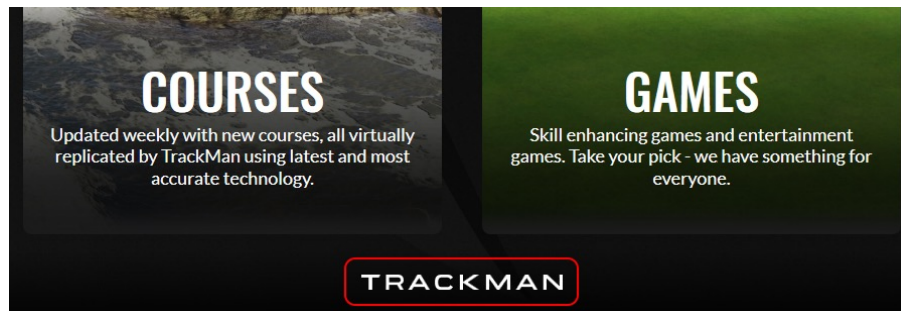 COURSES
Updated weekly with new courses, all virtually
replicated by TrackMan using latest and most
accurate technology.
GAMES
Skill enhancing games and entertainment
games. Take your pick - we have something for
everyone.
TRACKMAN